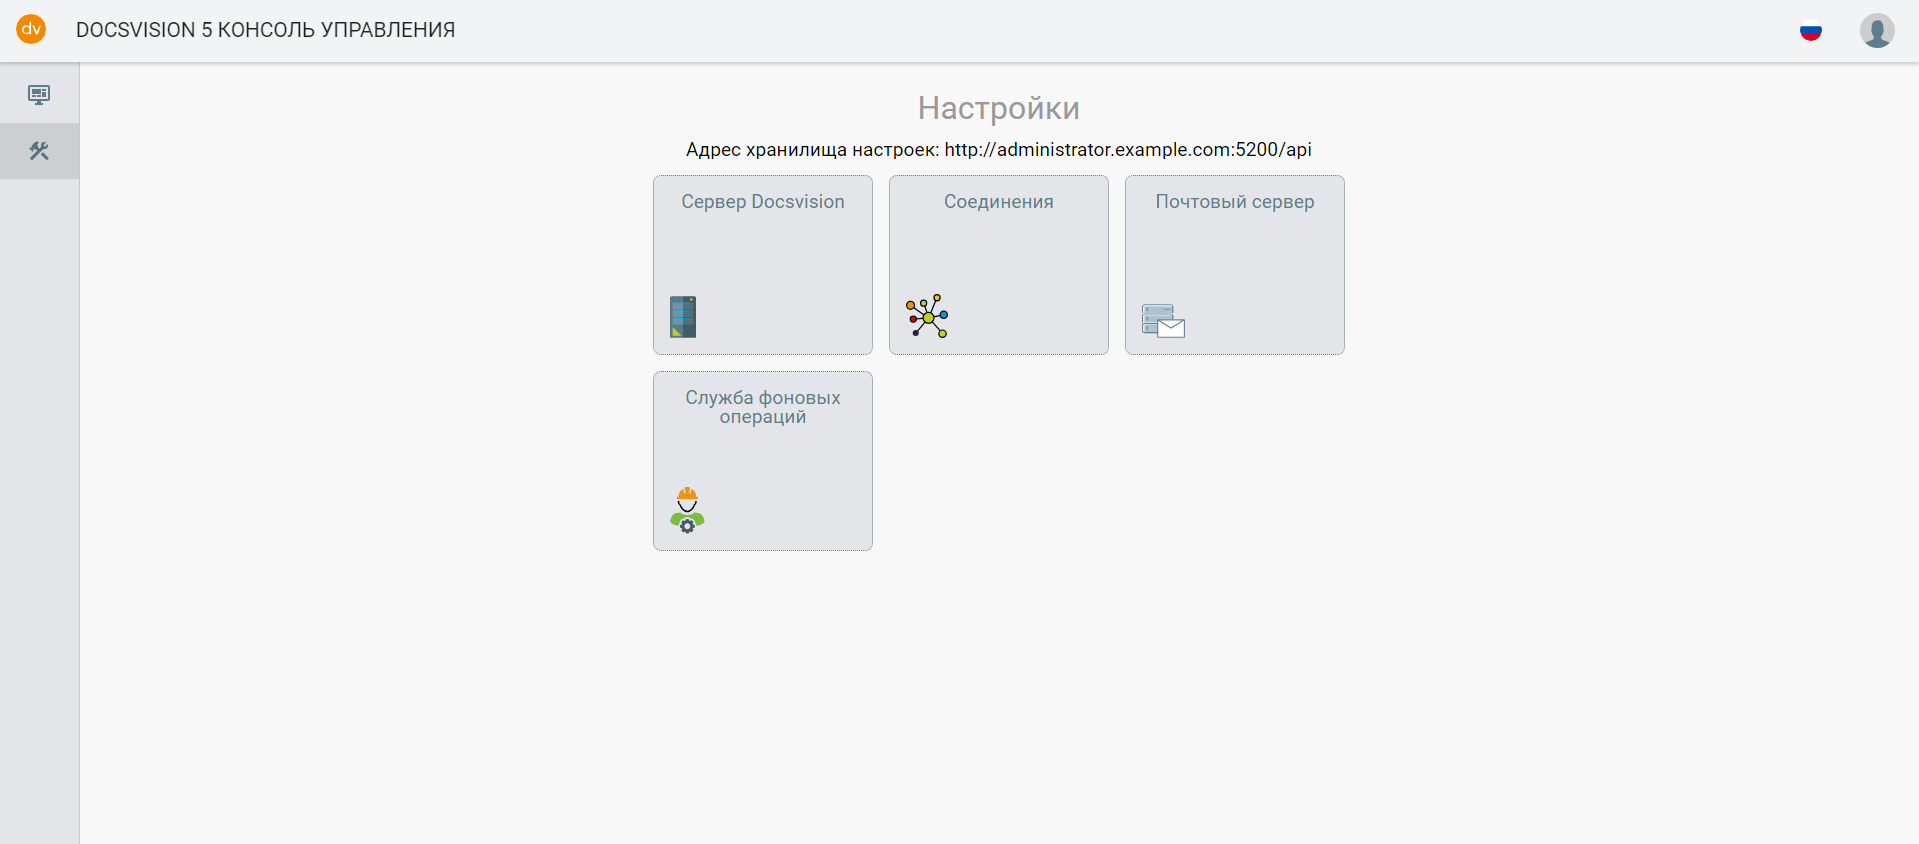 dv
DOCSVISION 5 КОНСОЛЬ УПРАВЛЕНИЯ
Настройки
Адрес хранилища настроек: http://administrator.example.com:5200/api
Сервер Docsvision
Соединения
Почтовый сервер
Служба фоновых
операций